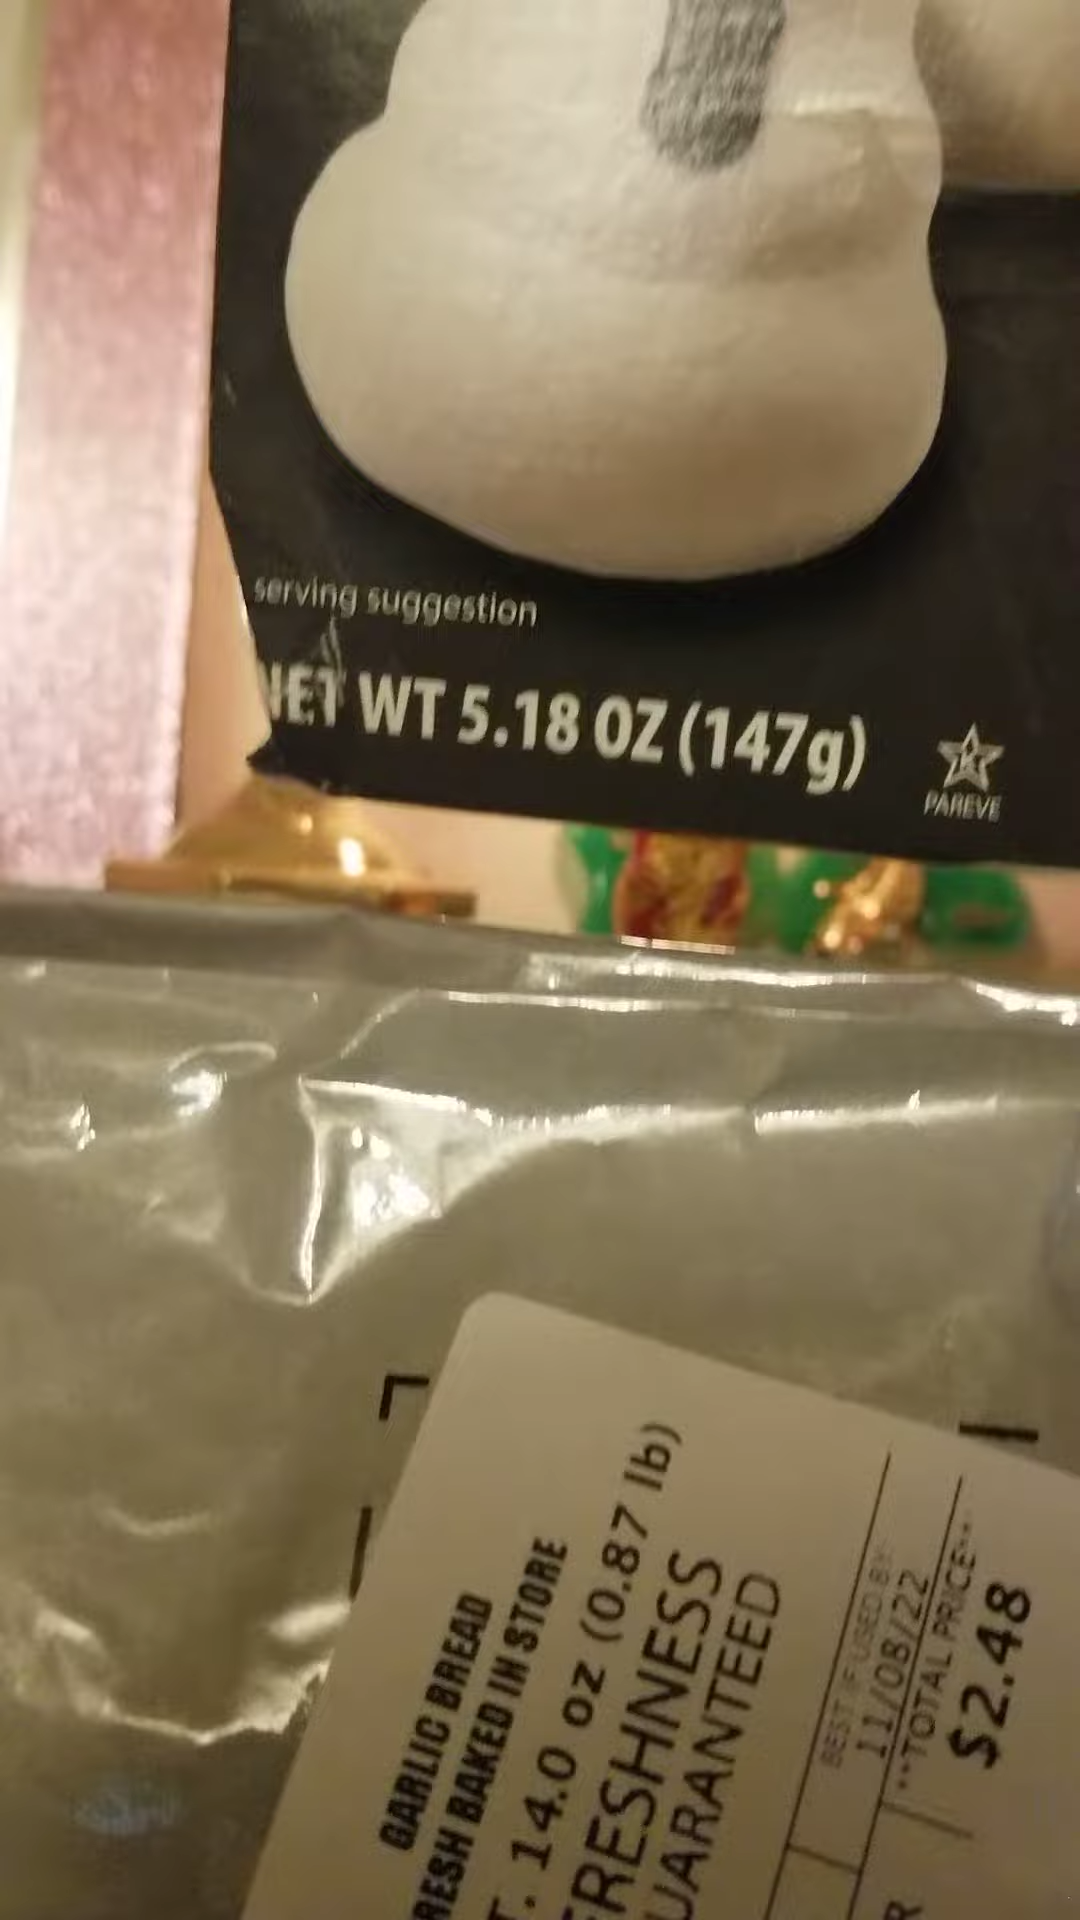 serving suggestion
NET WT 5.18 OZ (147g)
K
PAREVE
GARLIC BREAD
RESH BAKED IN STORE
T. 14.0 oz (0.87 lb)
FRESHNESS
UARANTEED
BEST IF USED BY
11/08/22
**TOTAL PRICE**
$2.48
R